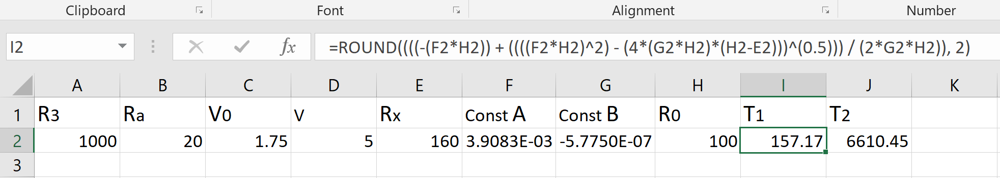 Clipboard Font Alignment Number
I2 fx =ROUND((((-(F2*H2)) + ((((F2*H2)^2) - (4*(G2*H2)*(H2-E2)))^(0.5))) / (2*G2*H2)), 2)
A B C D E F G H I J K
1 R3 Ra V0 V Rx Const A Const B R0 T1 T2
2 1000 20 1.75 5 160 3.9083E-03 -5.7750E-07 100 157.17 6610.45
3